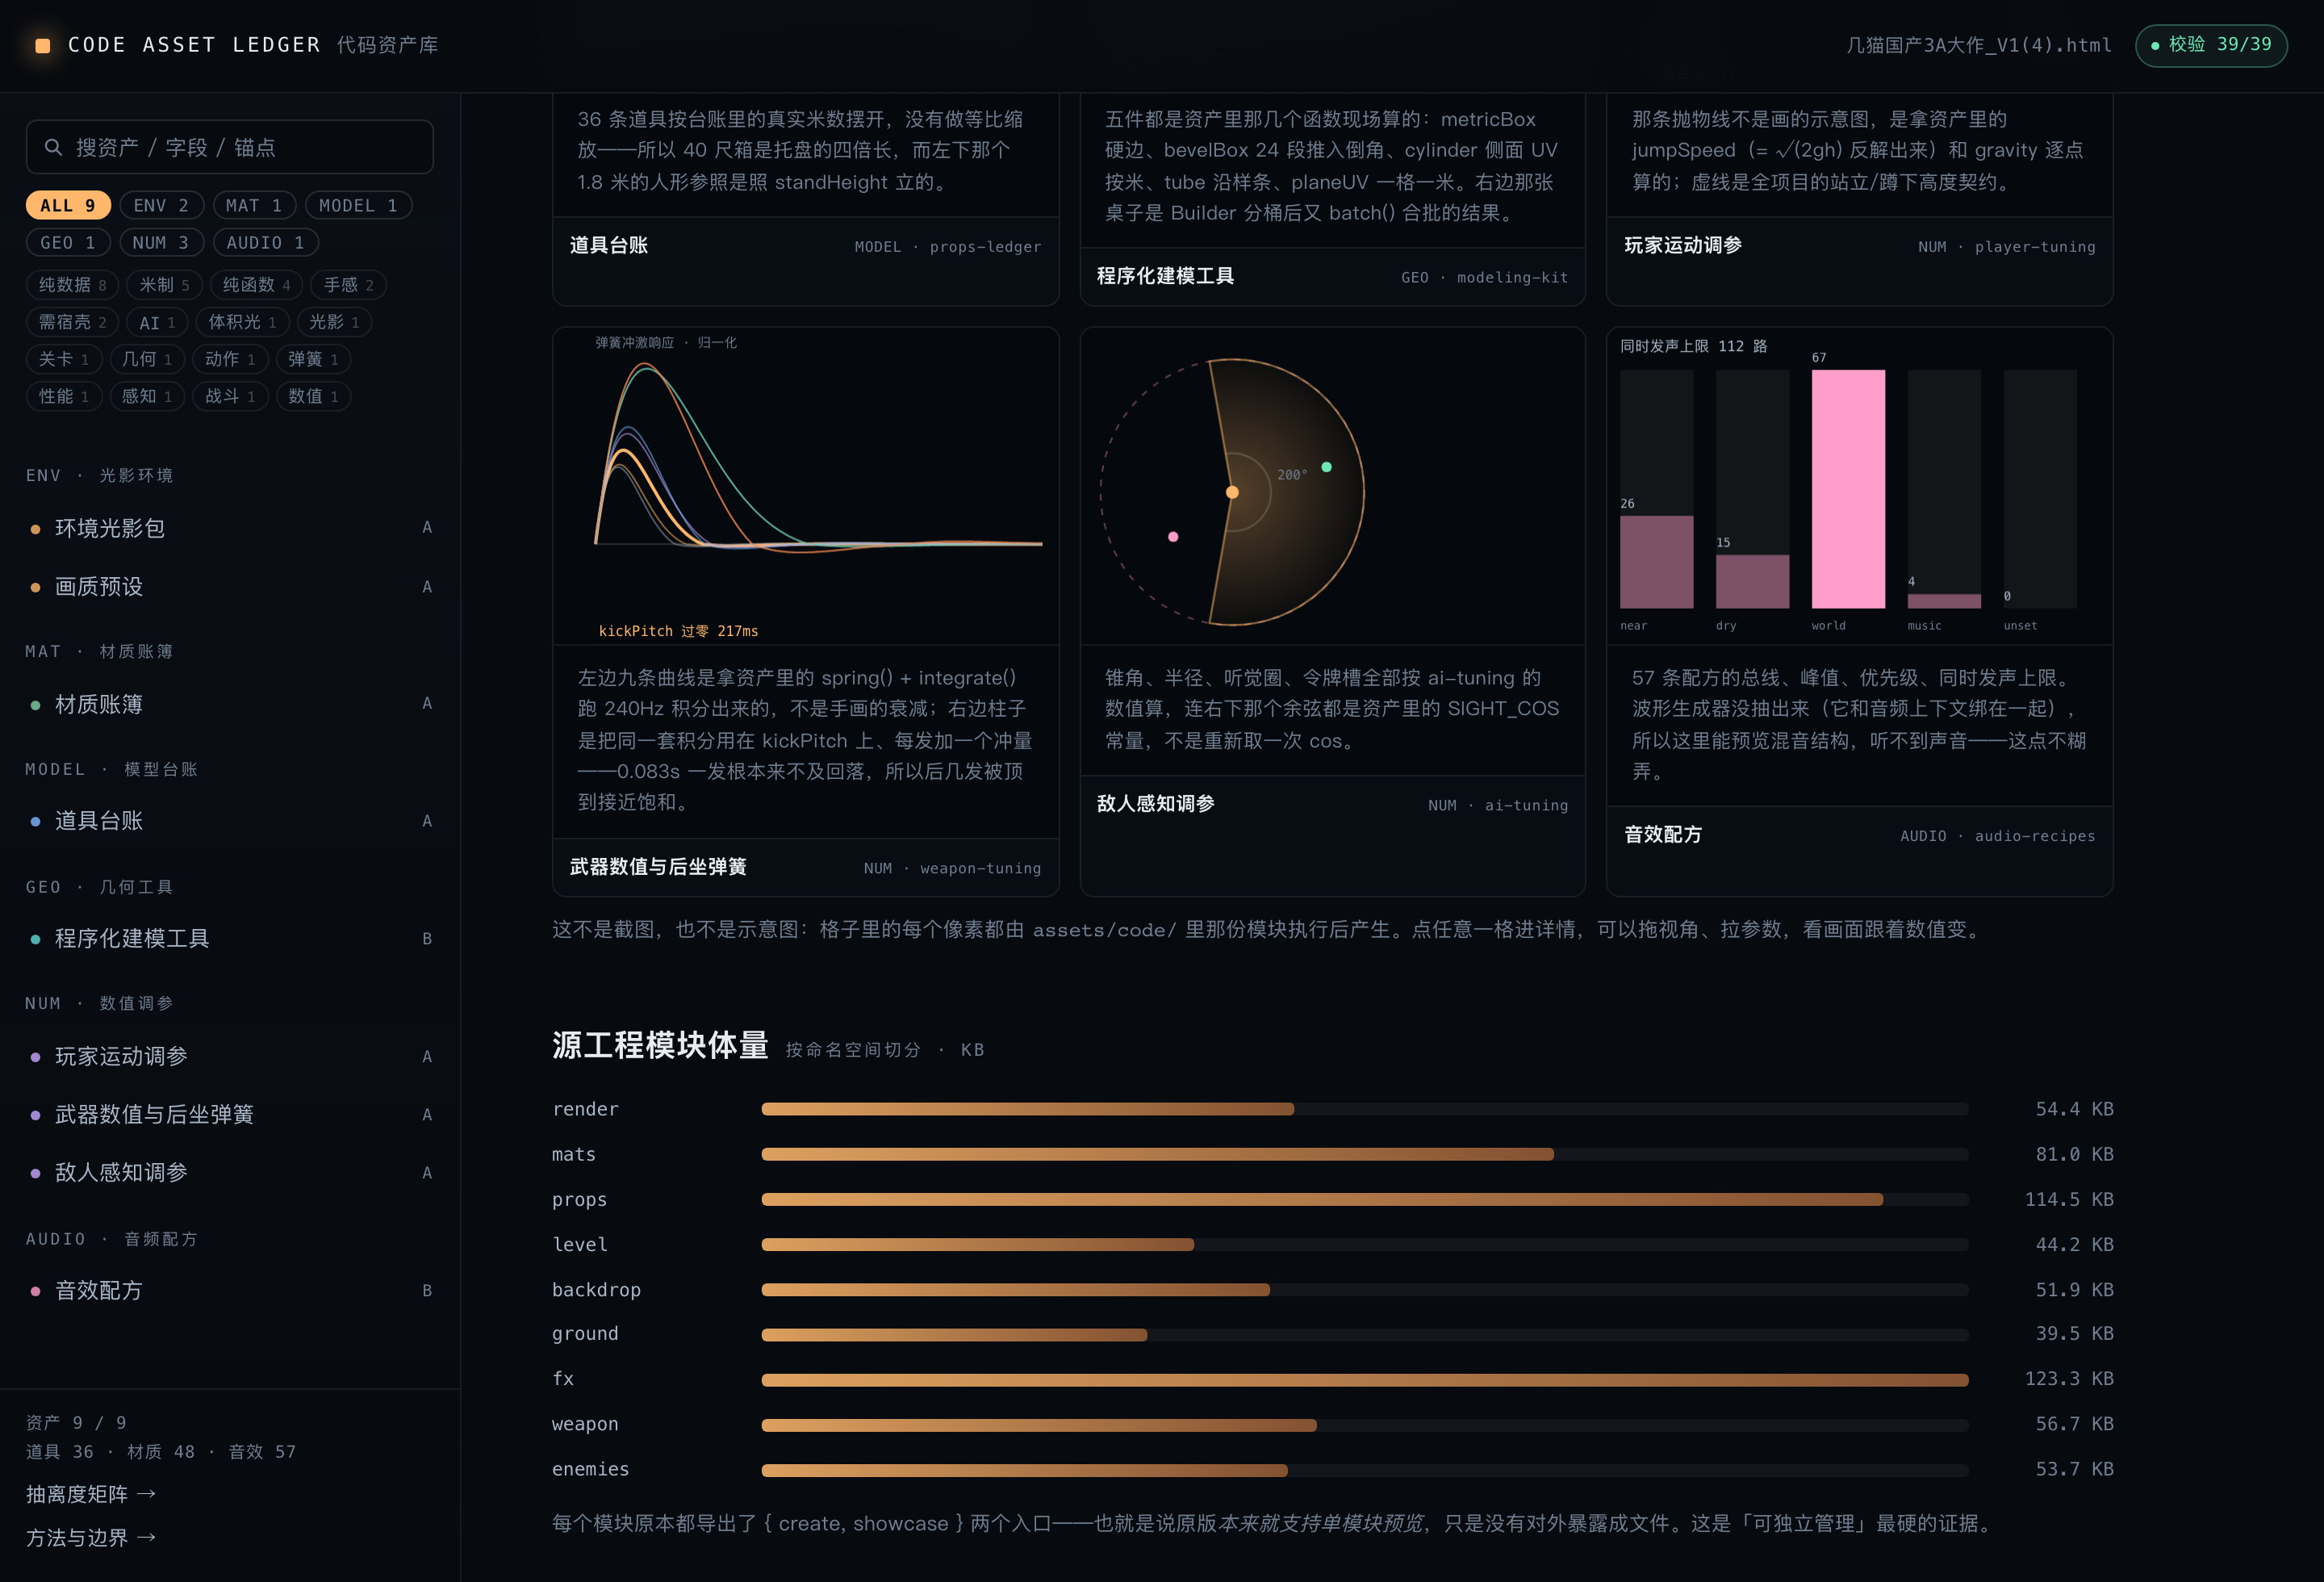 CODE ASSET LEDGER 代码资产库
几猫国产3A大作_V1(4).html
校验 39/39
搜资产 / 字段 / 锚点
ALL 9
ENV 2
MAT 1
MODEL 1
GEO 1
NUM 3
AUDIO 1
纯数据 8
米制 5
纯函数 4
手感 2
需宿壳 2
AI 1
体积光 1
光影 1
关卡 1
几何 1
动作 1
弹簧 1
性能 1
感知 1
战斗 1
数值 1
ENV · 光影环境
环境光影包 A
画质预设 A
MAT · 材质账簿
材质账簿 A
MODEL · 模型台账
道具台账 A
GEO · 几何工具
程序化建模工具 B
NUM · 数值调参
玩家运动调参 A
武器数值与后坐弹簧 A
敌人感知调参 A
AUDIO · 音频配方
音效配方 B
资产 9 / 9
道具 36 · 材质 48 · 音效 57
抽离度矩阵 →
方法与边界 →
36 条道具按台账里的真实米数摆开，没有做等比缩
放——所以 40 尺箱是托盘的四倍长，而左下那个
1.8 米的人形参照是照 standHeight 立的。
道具台账
MODEL · props-ledger
五件都是资产里那几个函数现场算的：metricBox
硬边、bevelBox 24 段推入倒角、cylinder 侧面 UV
按米、tube 沿样条、planeUV 一格一米。右边那张
桌子是 Builder 分桶后又 batch() 合批的结果。
程序化建模工具
GEO · modeling-kit
那条抛物线不是画的示意图，是拿资产里的
jumpSpeed（= √(2gh) 反解出来）和 gravity 逐点
算的；虚线是全项目的站立/蹲下高度契约。
玩家运动调参
NUM · player-tuning
弹簧冲激响应 · 归一化
kickPitch 过零 217ms
左边九条曲线是拿资产里的 spring() + integrate()
跑 240Hz 积分出来的，不是手画的衰减；右边柱子
是把同一套积分用在 kickPitch 上、每发加一个冲量
——0.083s 一发根本来不及回落，所以后几发被顶
到接近饱和。
武器数值与后坐弹簧
NUM · weapon-tuning
200°
锥角、半径、听觉圈、令牌槽全部按 ai-tuning 的
数值算，连右下那个余弦都是资产里的 SIGHT_COS
常量，不是重新取一次 cos。
敌人感知调参
NUM · ai-tuning
同时发声上限 112 路
67
26
15
4
0
near
dry
world
music
unset
57 条配方的总线、峰值、优先级、同时发声上限。
波形生成器没抽出来（它和音频上下文绑在一起），
所以这里能预览混音结构，听不到声音——这点不糊
弄。
音效配方
AUDIO · audio-recipes
这不是截图，也不是示意图：格子里的每个像素都由 assets/code/ 里那份模块执行后产生。点任意一格进详情，可以拖视角、拉参数，看画面跟着数值变。
源工程模块体量 按命名空间切分 · KB
render 54.4 KB
mats 81.0 KB
props 114.5 KB
level 44.2 KB
backdrop 51.9 KB
ground 39.5 KB
fx 123.3 KB
weapon 56.7 KB
enemies 53.7 KB
每个模块原本都导出了 { create, showcase } 两个入口——也就是说原版本来就支持单模块预览，只是没有对外暴露成文件。这是「可独立管理」最硬的证据。